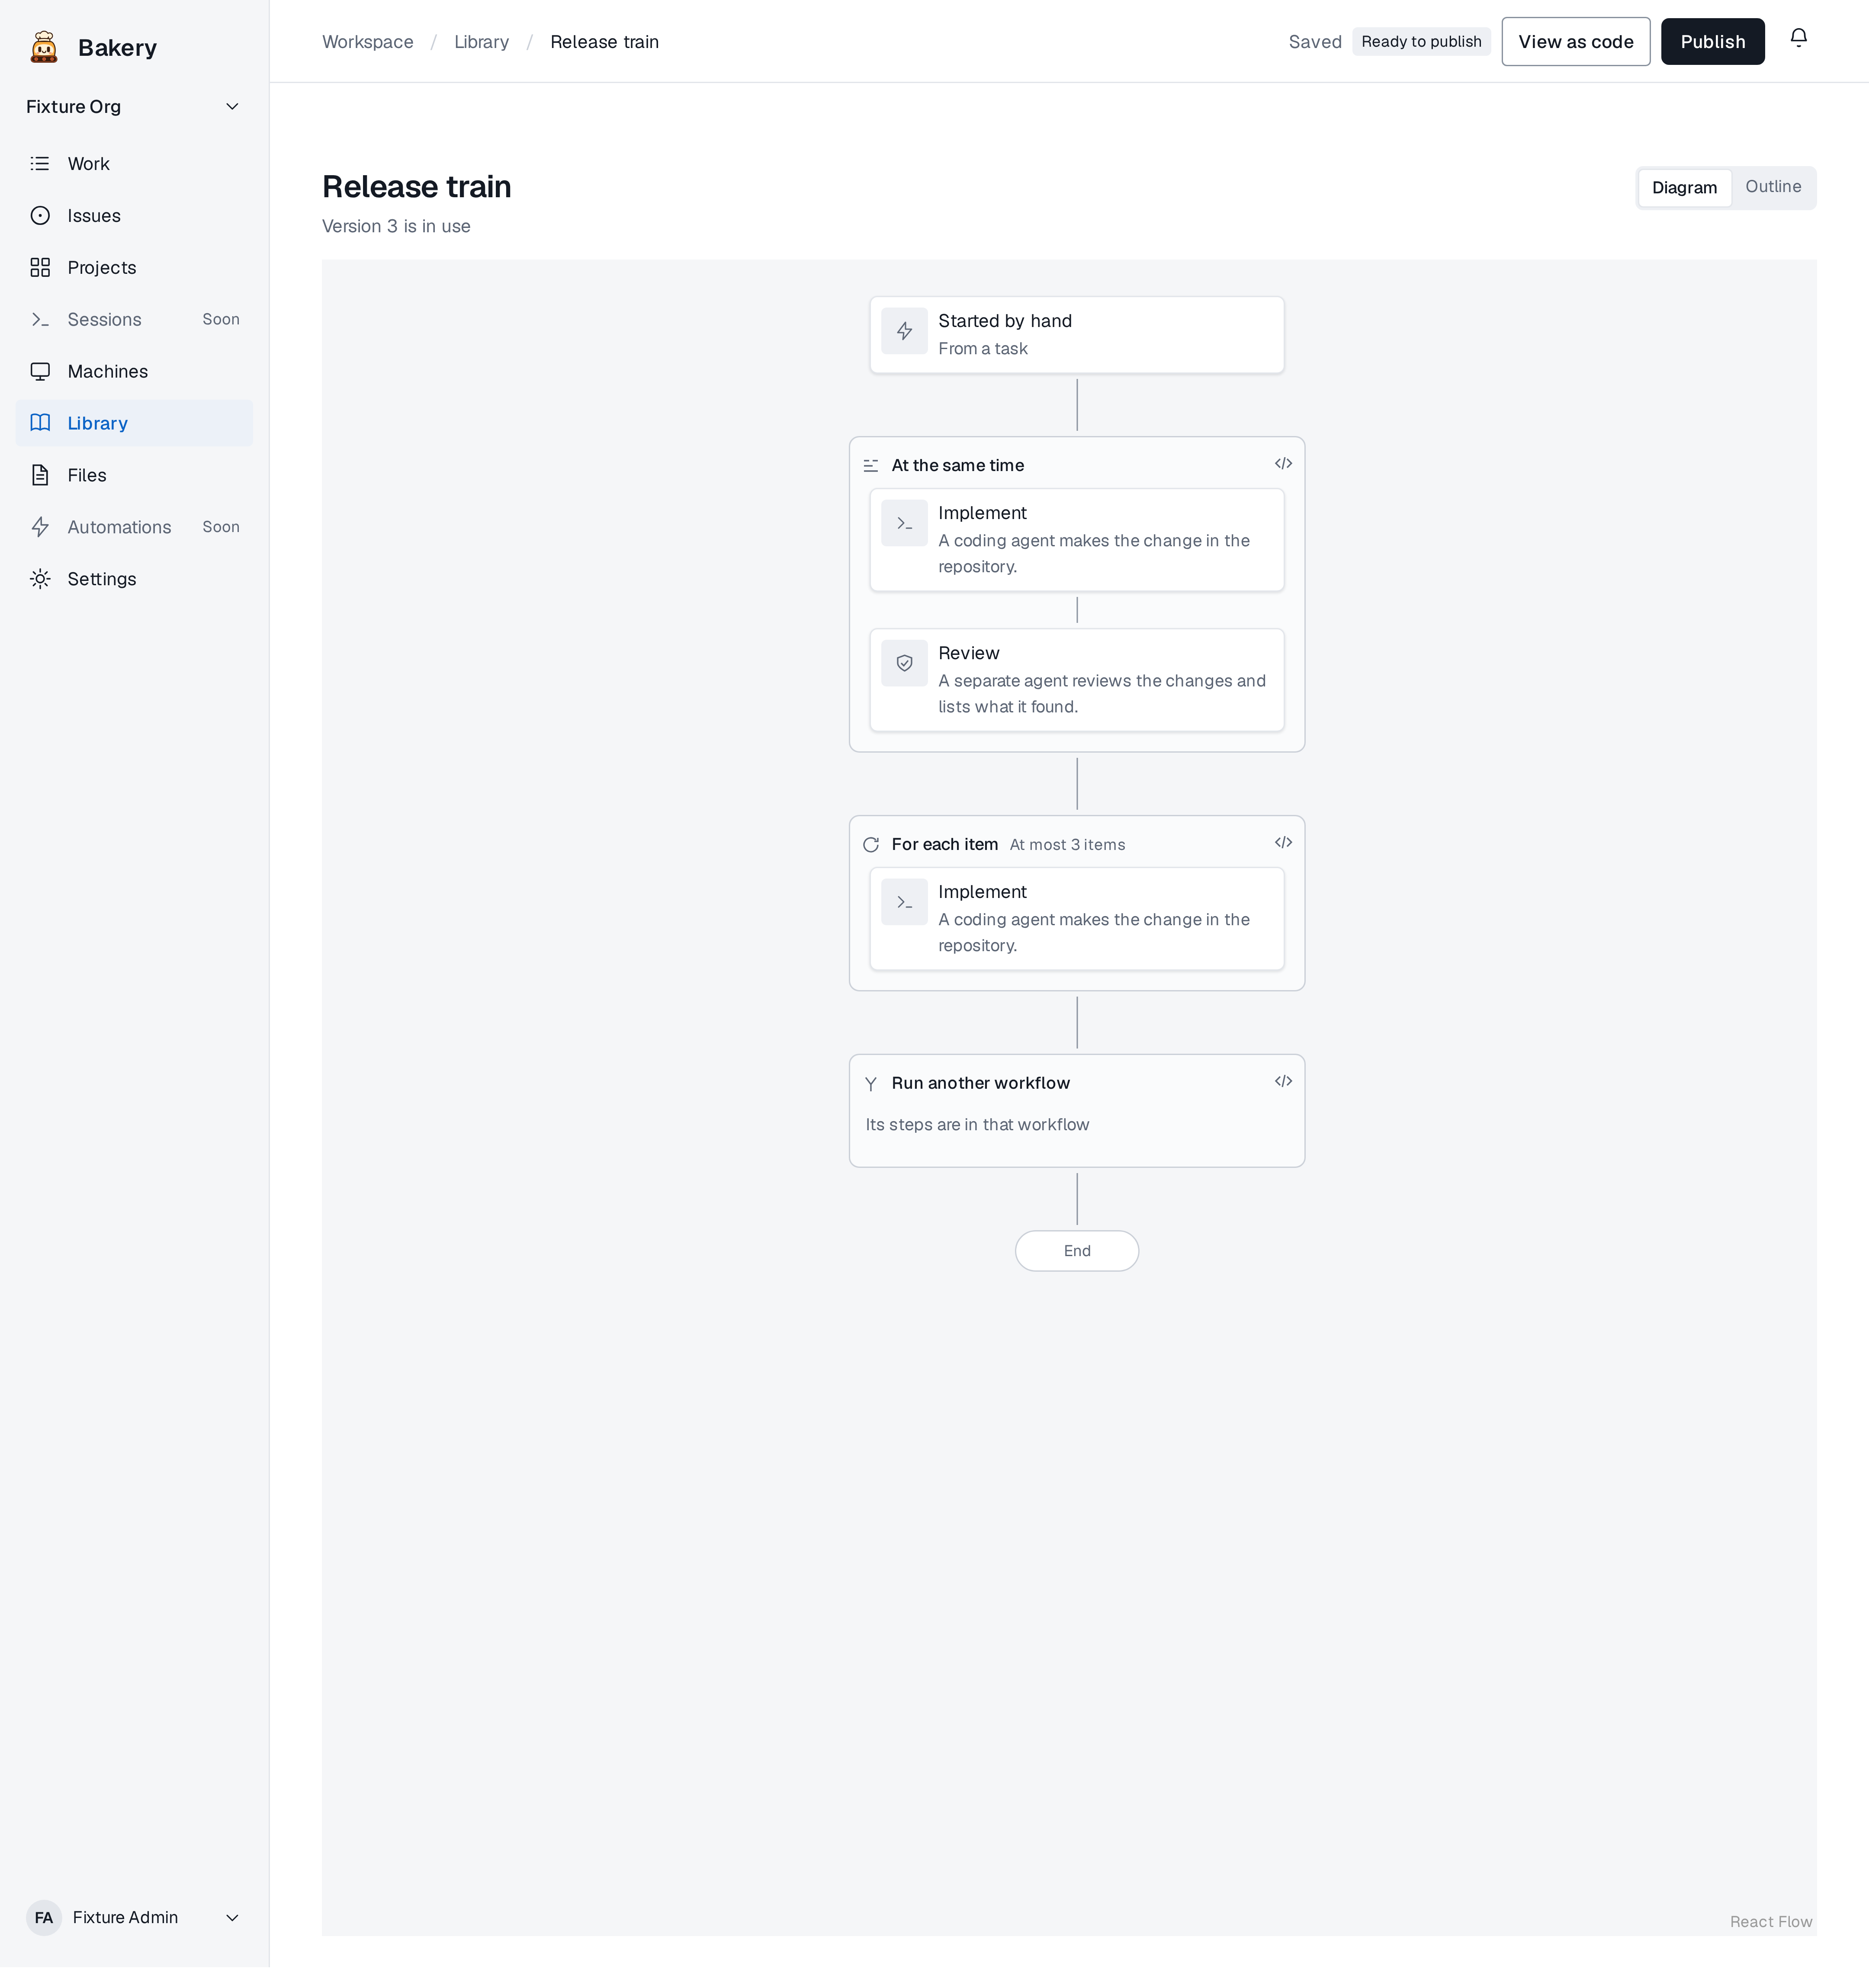 Bakery
Fixture Org
Work
Issues
Projects
Sessions Soon
Machines
Library
Files
Automations Soon
Settings
FA Fixture Admin
Workspace / Library / Release train
Saved Ready to publish View as code Publish
Release train
Version 3 is in use
Diagram Outline
Started by hand
From a task
At the same time
Implement
A coding agent makes the change in the
repository.
Review
A separate agent reviews the changes and
lists what it found.
For each item At most 3 items
Implement
A coding agent makes the change in the
repository.
Run another workflow
Its steps are in that workflow
End
React Flow